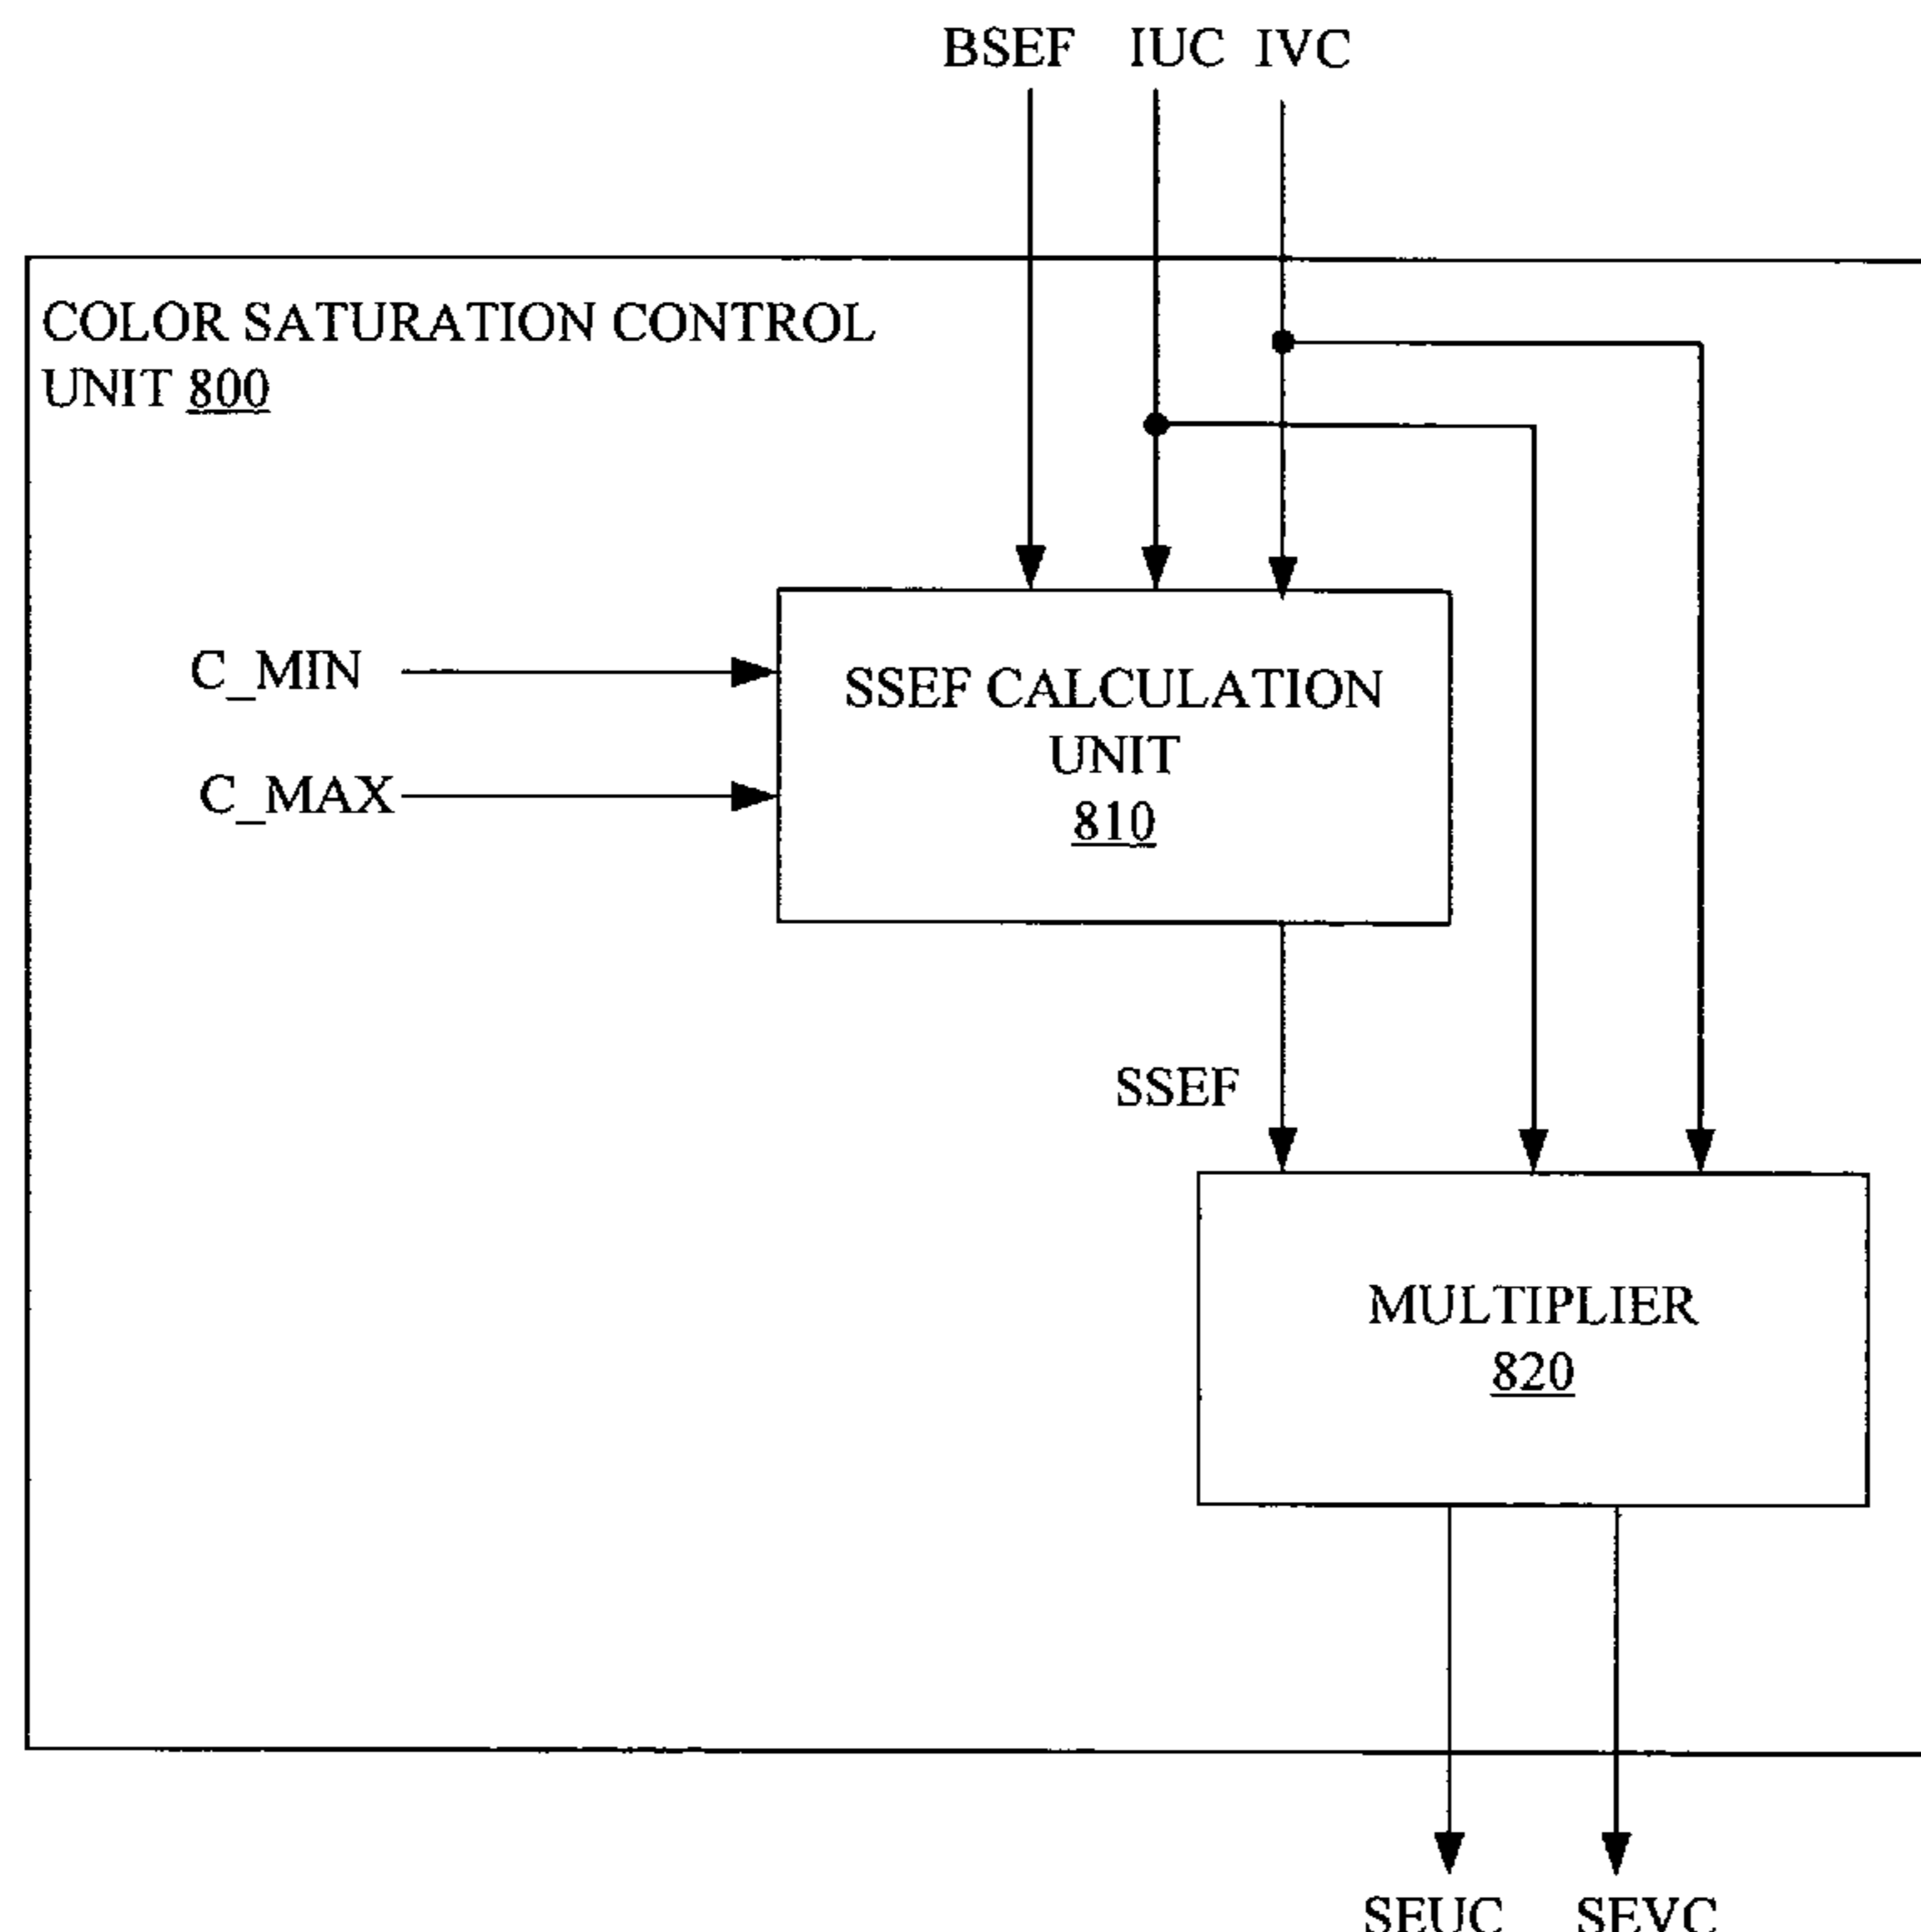 BSEF IUC IVC
COLOR SATURATION CONTROL
UNIT 800
C_MIN
C_MAX
SSEF CALCULATION
UNIT
810
SSEF
MULTIPLIER
820
SEUC SEVC